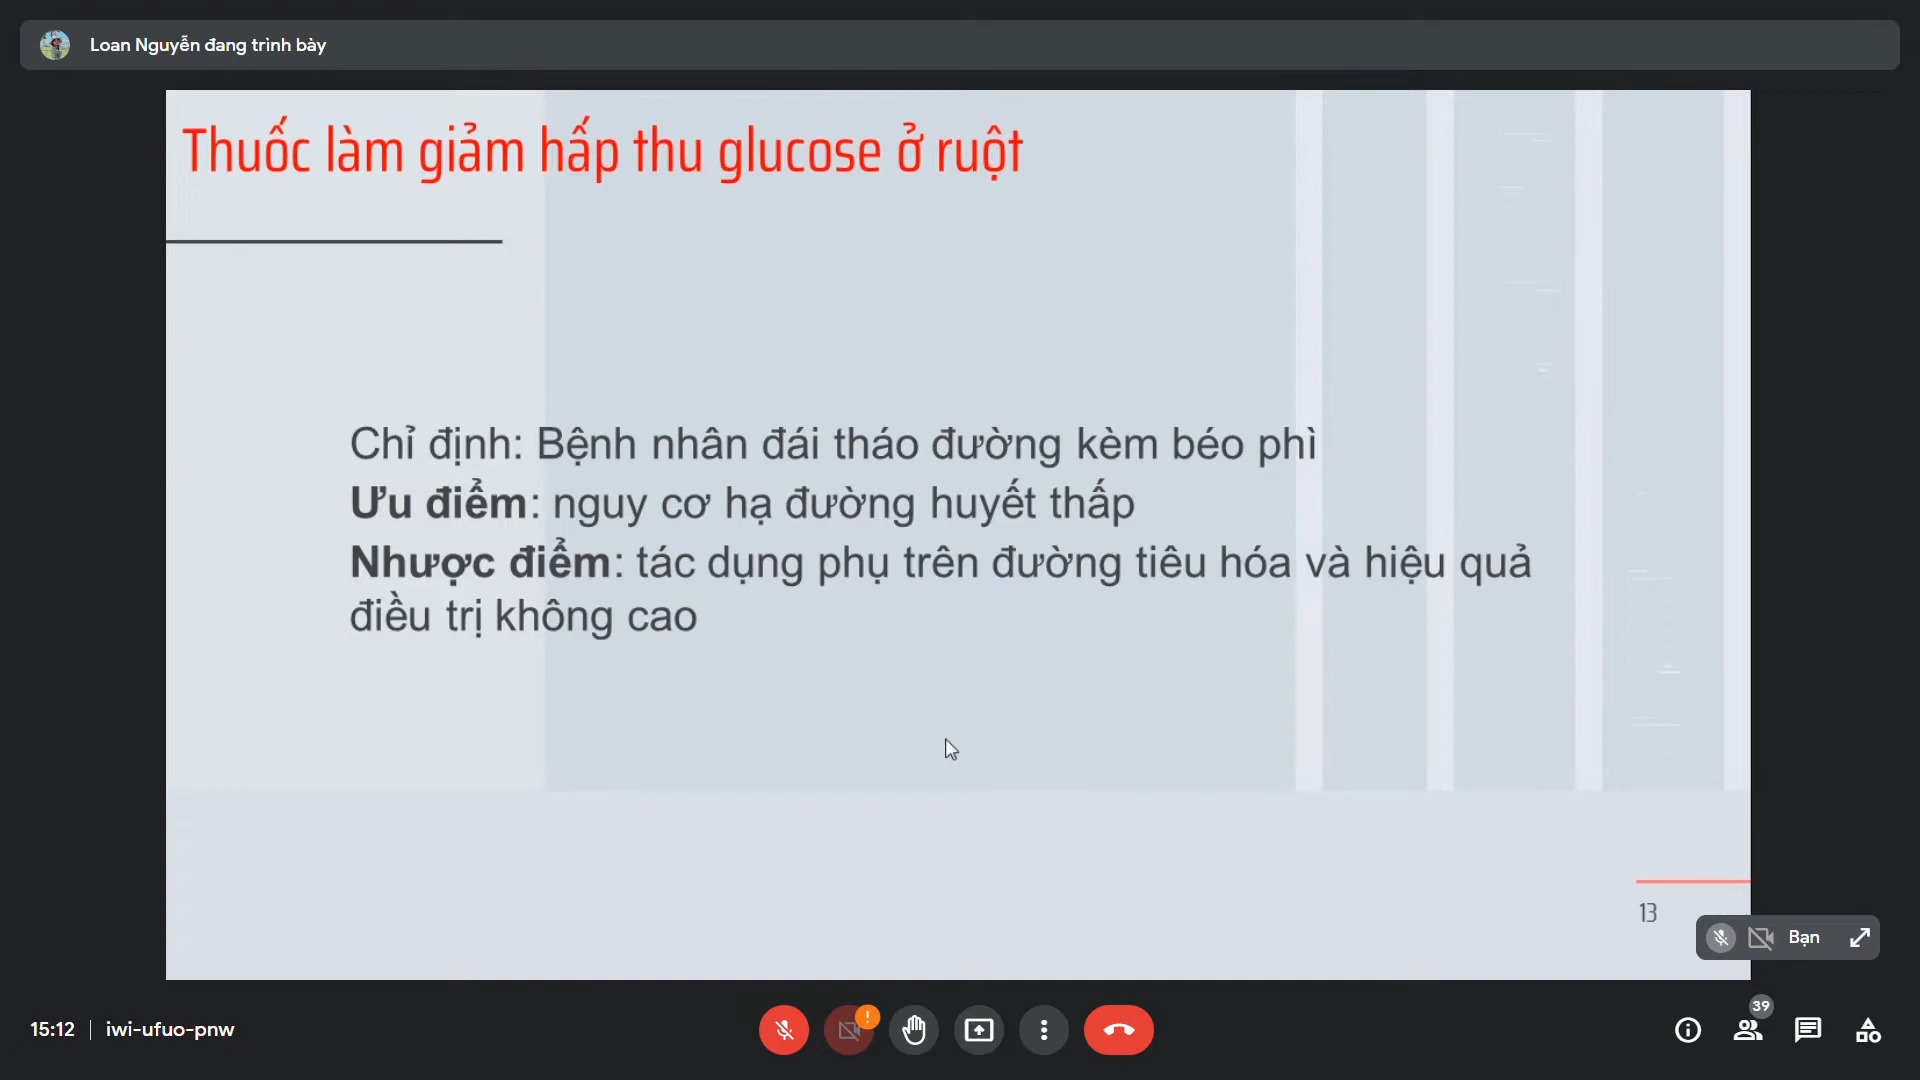 Loan Nguyễn đang trình bày
Thuốc làm giảm hấp thu glucose ở ruột
Chỉ định: Bệnh nhân đái tháo đường kèm béo phì
Ưu điểm: nguy cơ hạ đường huyết thấp
Nhược điểm: tác dụng phụ trên đường tiêu hóa và hiệu quả
điều trị không cao
13
Bạn
15:12 | iwi-ufuo-pnw
!
39